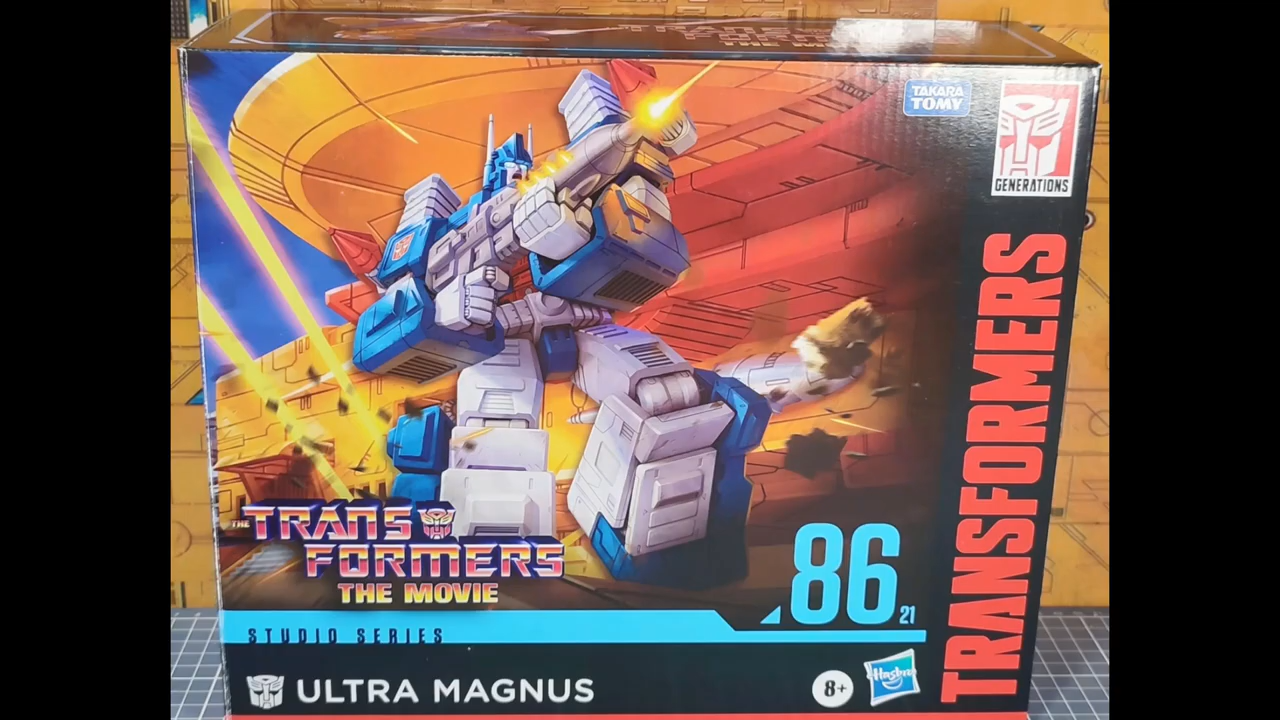 TAKARA
TOMY
GENERATIONS
TRANSFORMERS
THE
TRANS
FORMERS
THE MOVIE
86
21
STUDIO SERIES
ULTRA MAGNUS
8+
Hasbro